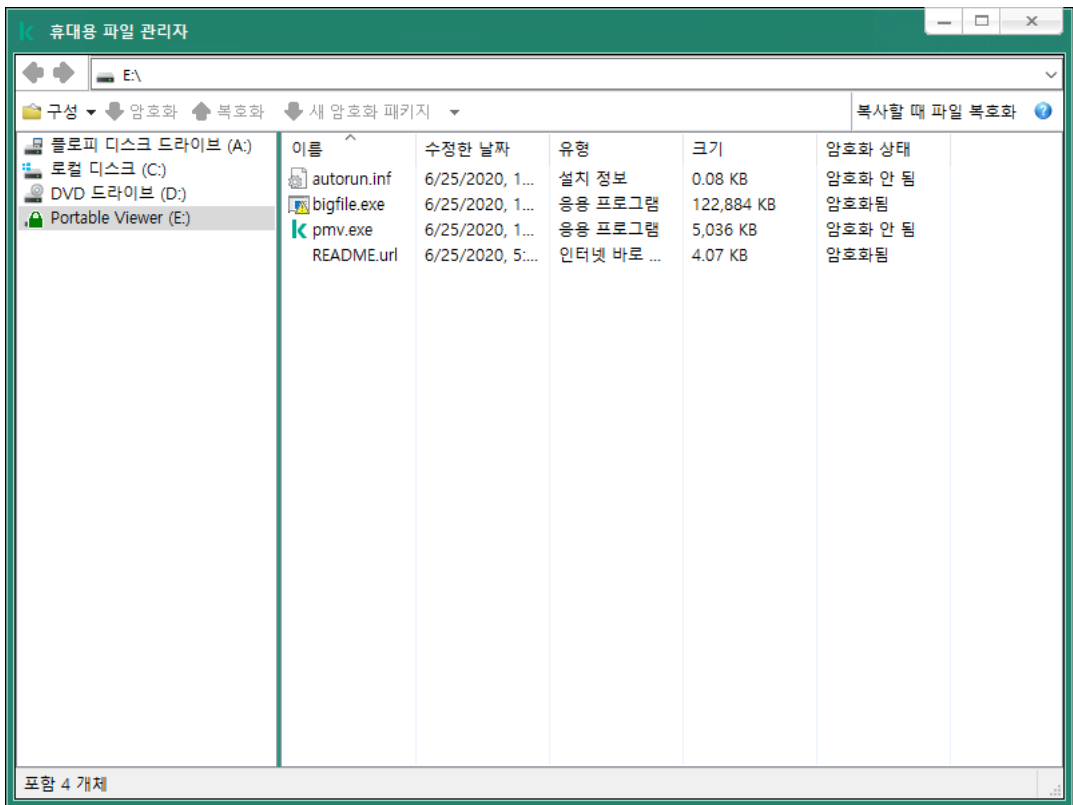 휴대용 파일 관리자
E:\
구성 암호화 복호화 새 암호화 패키지 복사할 때 파일 복호화
플로피 디스크 드라이브 (A:)
로컬 디스크 (C:)
DVD 드라이브 (D:)
Portable Viewer (E:)
이름 수정한 날짜 유형 크기 암호화 상태
autorun.inf 6/25/2020, 1... 설치 정보 0.08 KB 암호화 안 됨
bigfile.exe 6/25/2020, 1... 응용 프로그램 122,884 KB 암호화됨
pmv.exe 6/25/2020, 1... 응용 프로그램 5,036 KB 암호화 안 됨
README.url 6/25/2020, 5:... 인터넷 바로 ... 4.07 KB 암호화됨
포함 4 개체